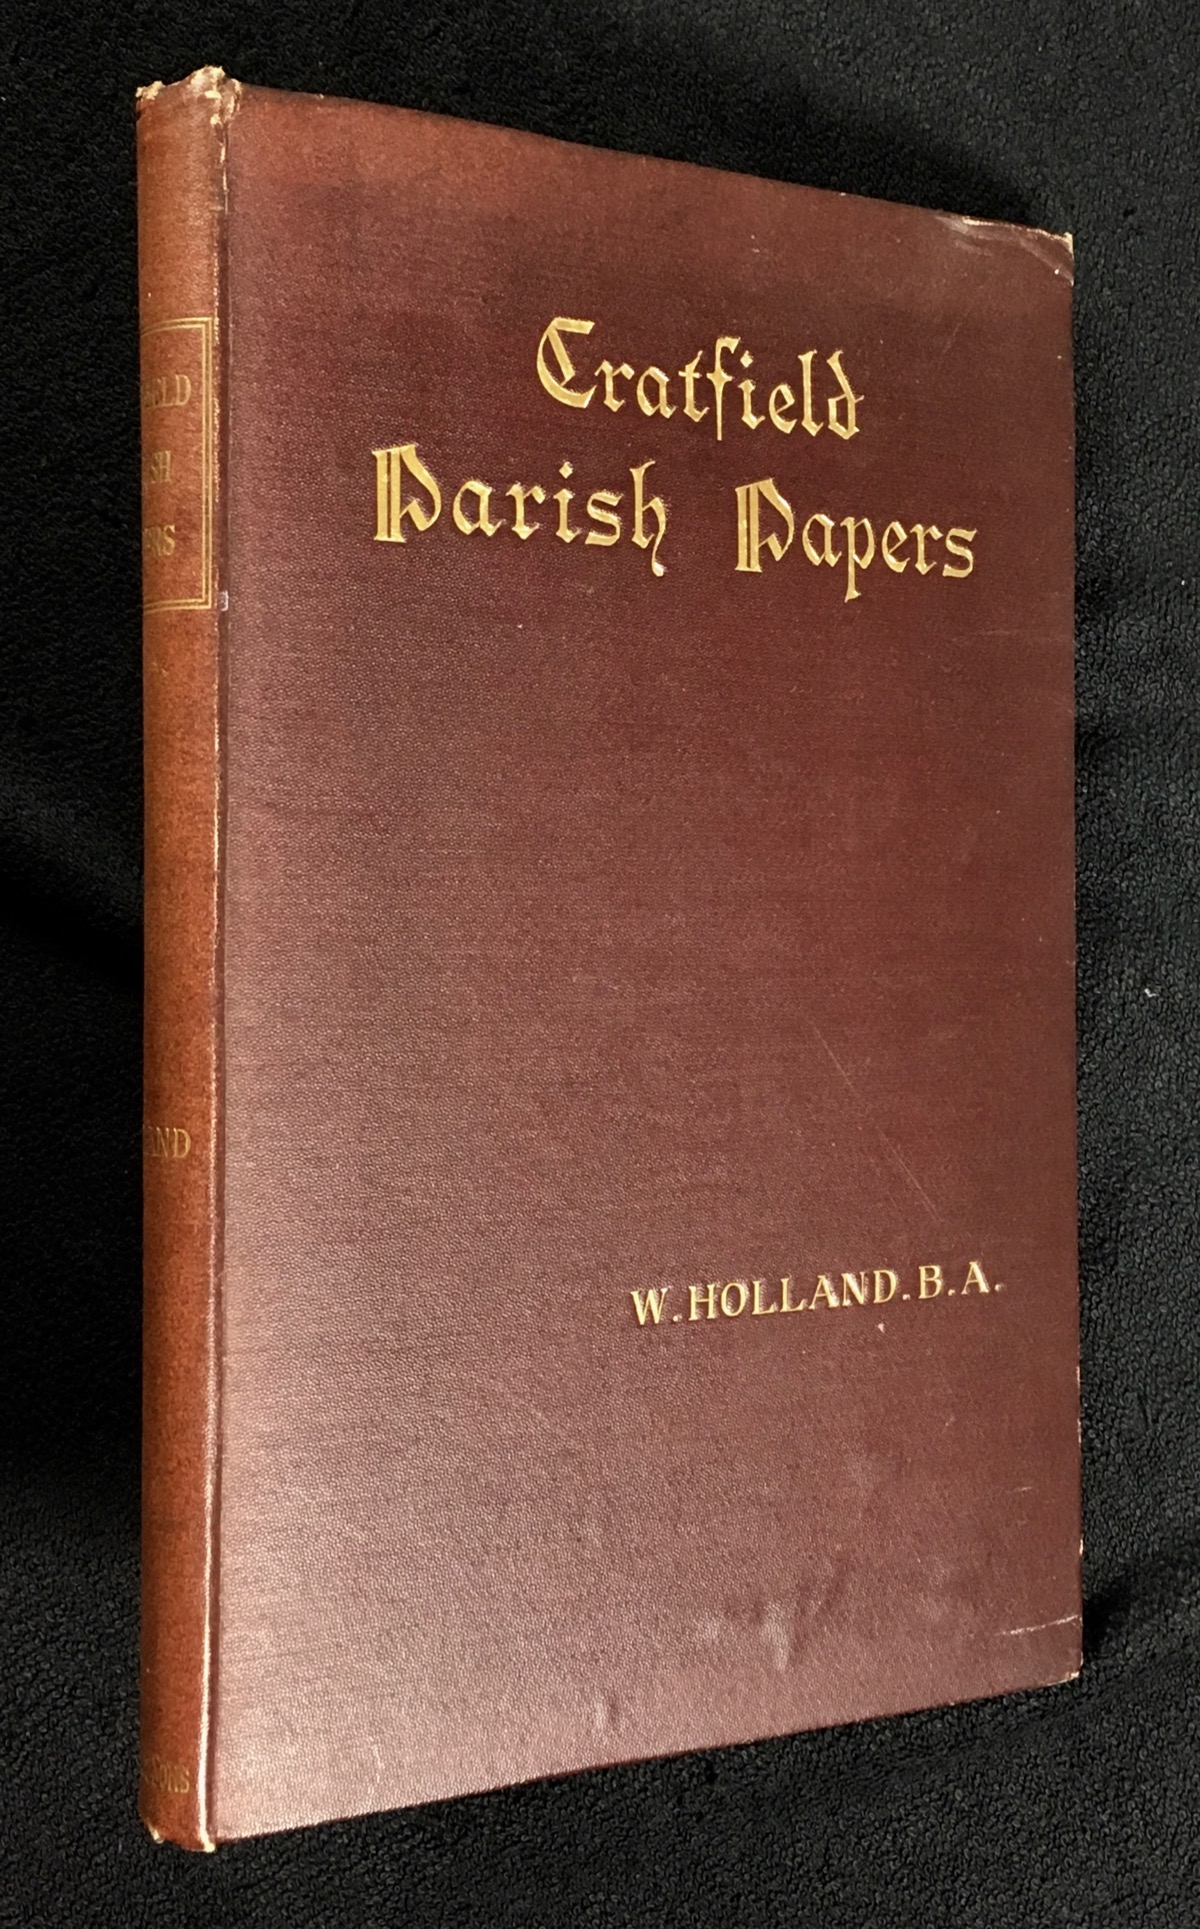 Cratfield
Parish Papers
W. HOLLAND. B. A.